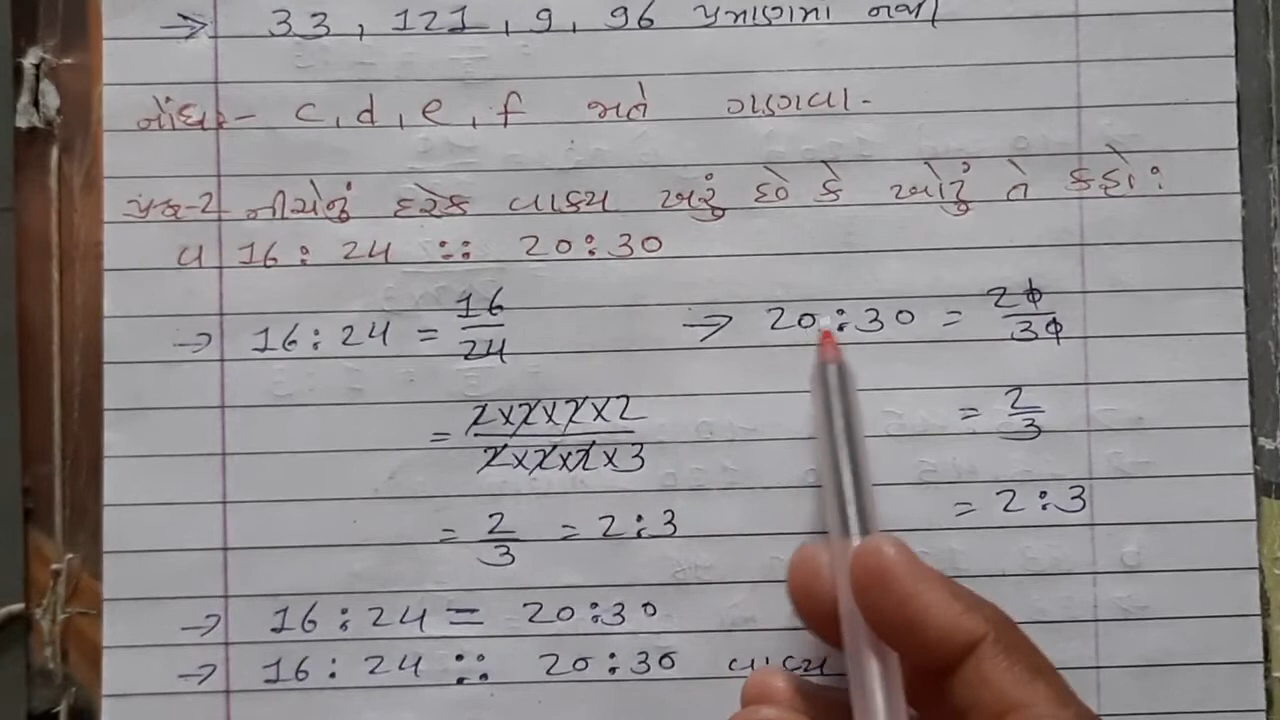 → 33, 121, 9, 96 પ્રમાણમાં નથી
નોંધ:- c, d, e, f જાતે ગણવા.
પ્રશ્ન-2 નીચેનું દરેક વાક્ય ખરું છે કે ખોટું તે કહો:
16 : 24 :: 20 : 30
→ 16 : 24 = 16/24 → 20 : 30 = 20/30
= 2×2×2×2 / 2×2×2×3 = 2/3
= 2/3 = 2 : 3 = 2 : 3
→ 16 : 24 = 20 : 30
→ 16 : 24 :: 20 : 30 વાક્ય